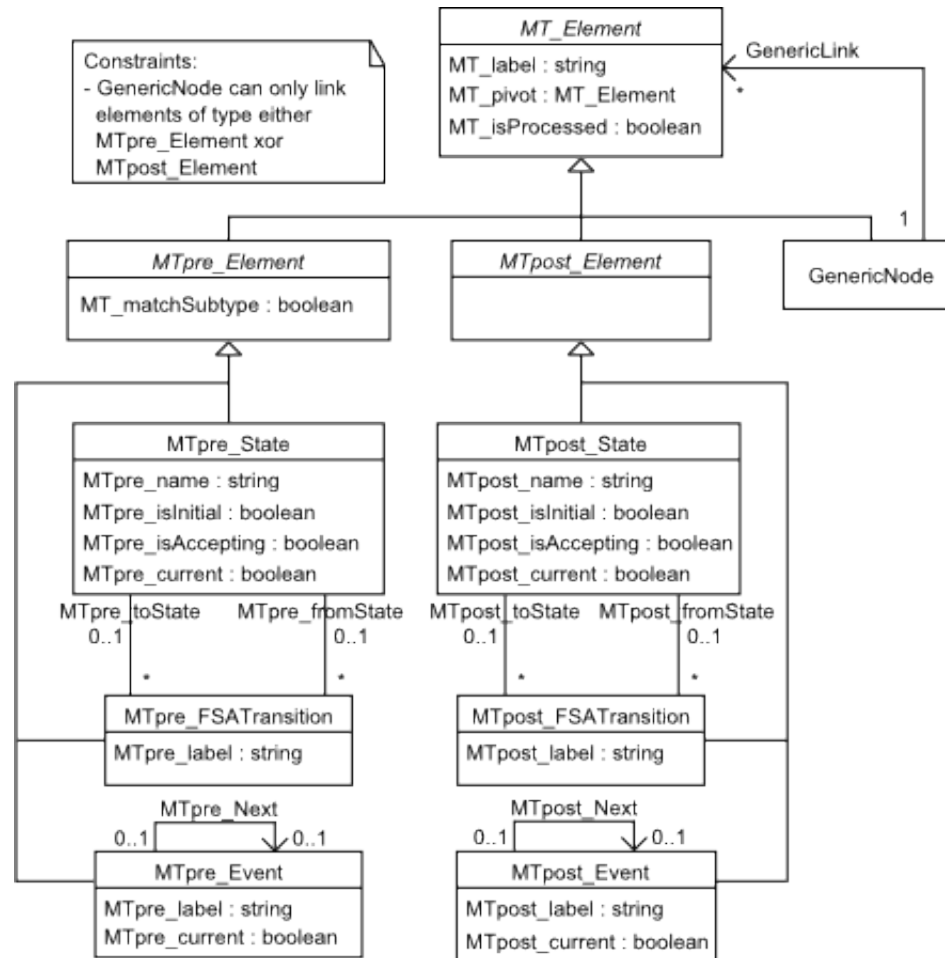 Constraints:
- GenericNode can only link
elements of type either
MTpre_Element xor
MTpost_Element
MT_Element
MT_label : string
MT_pivot : MT_Element
MT_isProcessed : boolean
GenericLink
*
1
MTpre_Element
MT_matchSubtype : boolean
MTpost_Element
GenericNode
MTpre_State
MTpre_name : string
MTpre_isInitial : boolean
MTpre_isAccepting : boolean
MTpre_current : boolean
MTpost_State
MTpost_name : string
MTpost_isInitial : boolean
MTpost_isAccepting : boolean
MTpost_current : boolean
MTpre_toState
0..1
*
MTpre_fromState
0..1
*
MTpost_toState
0..1
*
MTpost_fromState
0..1
*
MTpre_FSATransition
MTpre_label : string
MTpost_FSATransition
MTpost_label : string
MTpre_Next
0..1
0..1
MTpost_Next
0..1
0..1
MTpre_Event
MTpre_label : string
MTpre_current : boolean
MTpost_Event
MTpost_label : string
MTpost_current : boolean